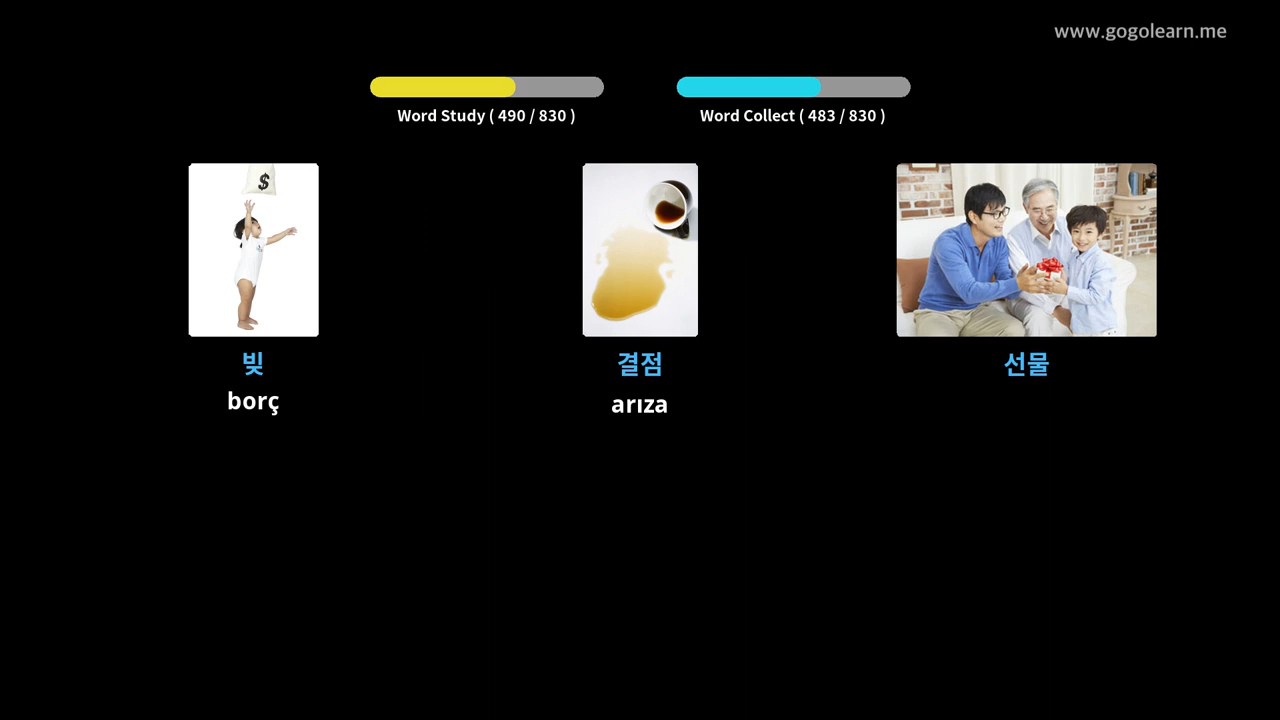 www.gogolearn.me
Word Study ( 490 / 830 )
Word Collect ( 483 / 830 )
$
빚
borç
결점
arıza
선물